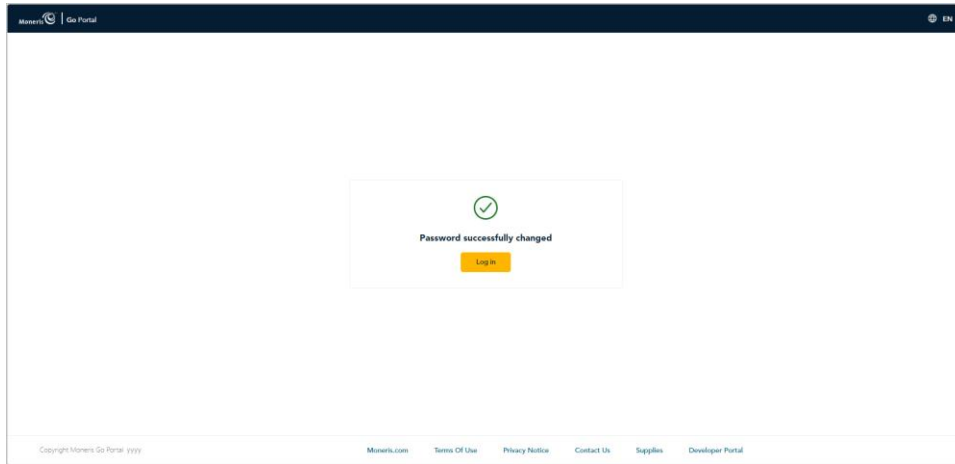 Moneris Go Portal EN
Password successfully changed
Log in
Copyright Moneris Go Portal yyyy Moneris.com Terms Of Use Privacy Notice Contact Us Supplies Developer Portal